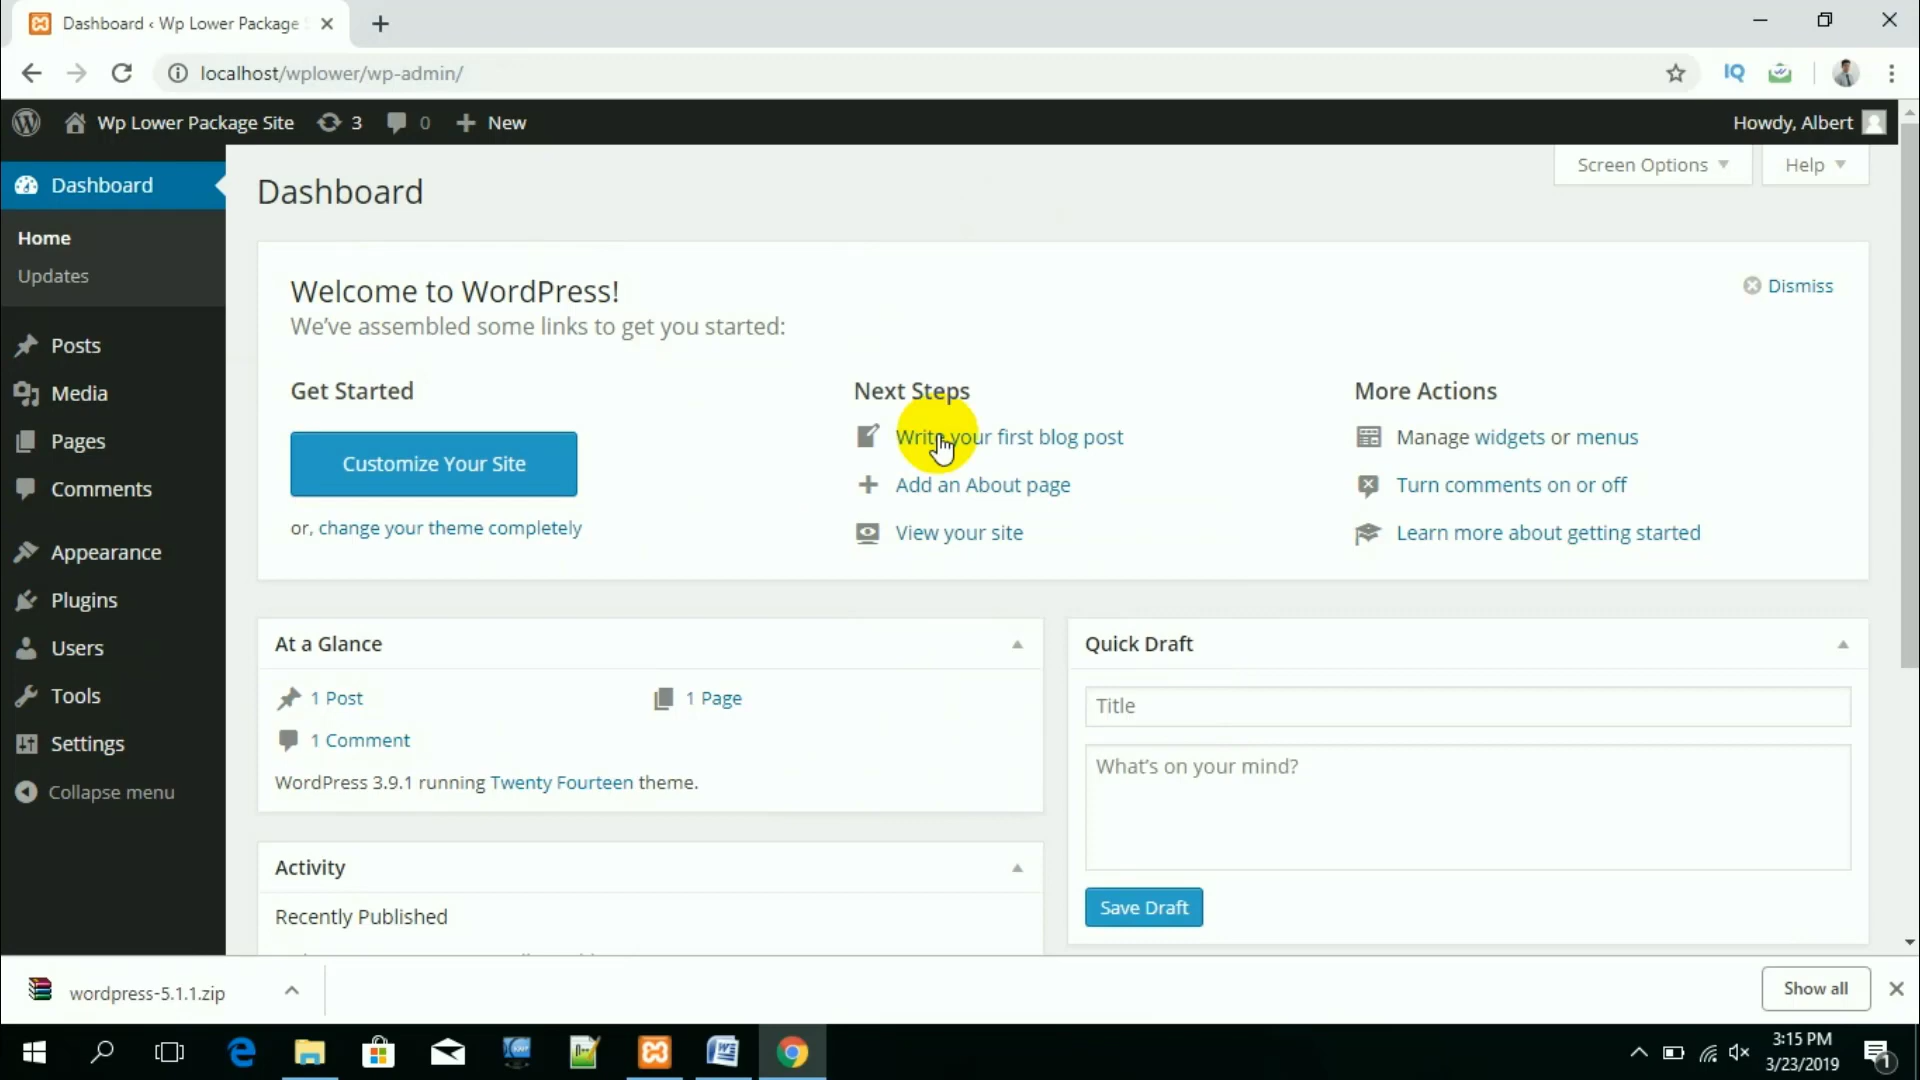 Dashboard ‹ Wp Lower Package
localhost/wplower/wp-admin/
IQ
Wp Lower Package Site
3
0
New
Howdy, Albert
Dashboard
Home
Updates
Posts
Media
Pages
Comments
Appearance
Plugins
Users
Tools
Settings
Collapse menu
Dashboard
Screen Options
Help
Welcome to WordPress!
We've assembled some links to get you started:
Dismiss
Get Started
Customize Your Site
or, change your theme completely
Next Steps
Write your first blog post
Add an About page
View your site
More Actions
Manage widgets or menus
Turn comments on or off
Learn more about getting started
At a Glance
1 Post
1 Page
1 Comment
WordPress 3.9.1 running Twenty Fourteen theme.
Activity
Recently Published
Quick Draft
Title
What's on your mind?
Save Draft
wordpress-5.1.1.zip
Show all
3:15 PM
3/23/2019
1